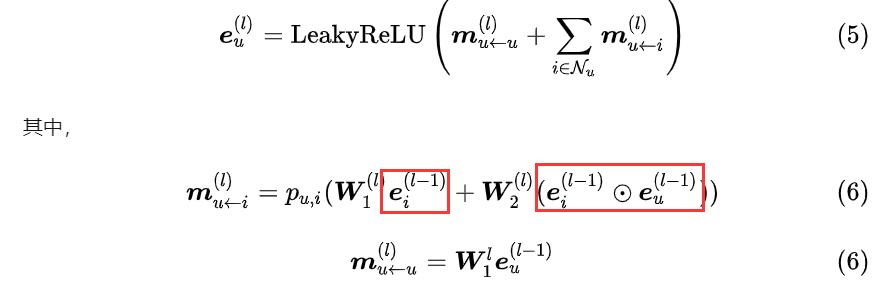 e_u^{(l)} = LeakyReLU ( m_{u←u}^{(l)} + ∑_{i∈N_u} m_{u←i}^{(l)} ) (5)
其中，
m_{u←i}^{(l)} = p_{u,i}(W_1^{(l)} e_i^{(l-1)} + W_2^{(l)}(e_i^{(l-1)} ⊙ e_u^{(l-1)})) (6)
m_{u←u}^{(l)} = W_1^l e_u^{(l-1)} (6)